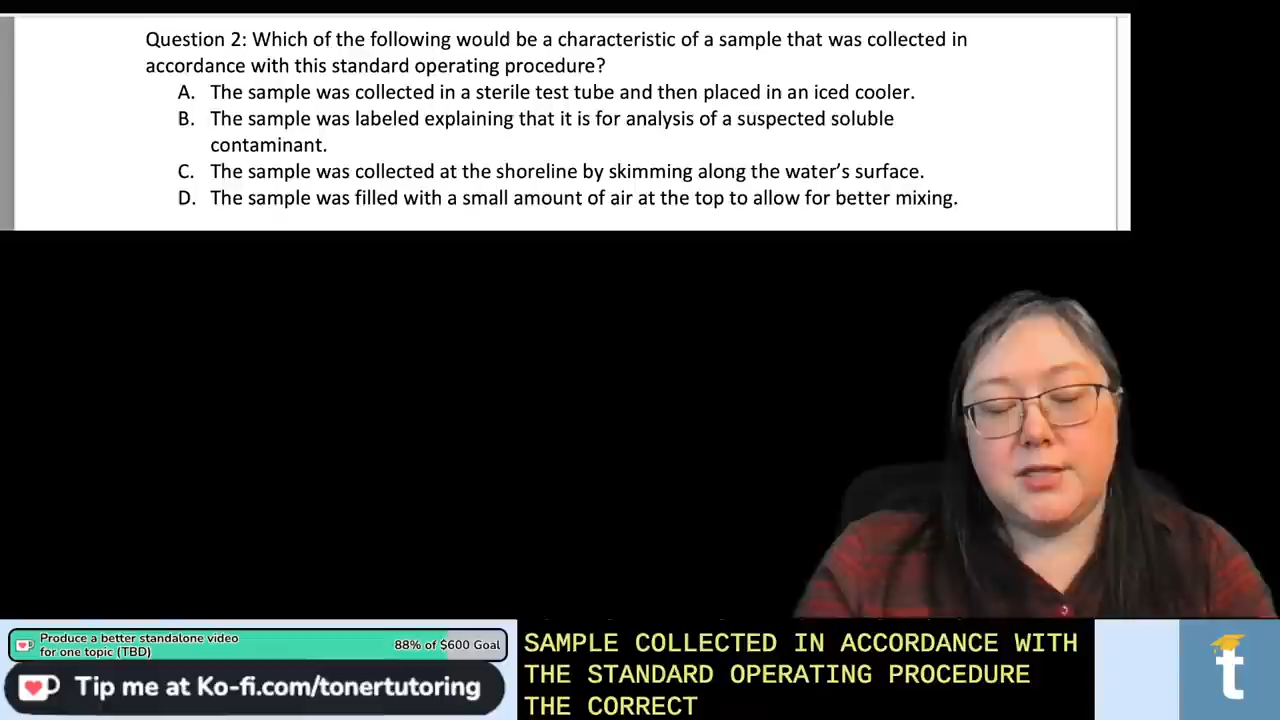 Question 2: Which of the following would be a characteristic of a sample that was collected in
accordance with this standard operating procedure?
A. The sample was collected in a sterile test tube and then placed in an iced cooler.
B. The sample was labeled explaining that it is for analysis of a suspected soluble
contaminant.
C. The sample was collected at the shoreline by skimming along the water's surface.
D. The sample was filled with a small amount of air at the top to allow for better mixing.
Produce a better standalone video
for one topic (TBD)
88% of $600 Goal
Tip me at Ko-fi.com/tonertutoring
SAMPLE COLLECTED IN ACCORDANCE WITH
THE STANDARD OPERATING PROCEDURE
THE CORRECT
t